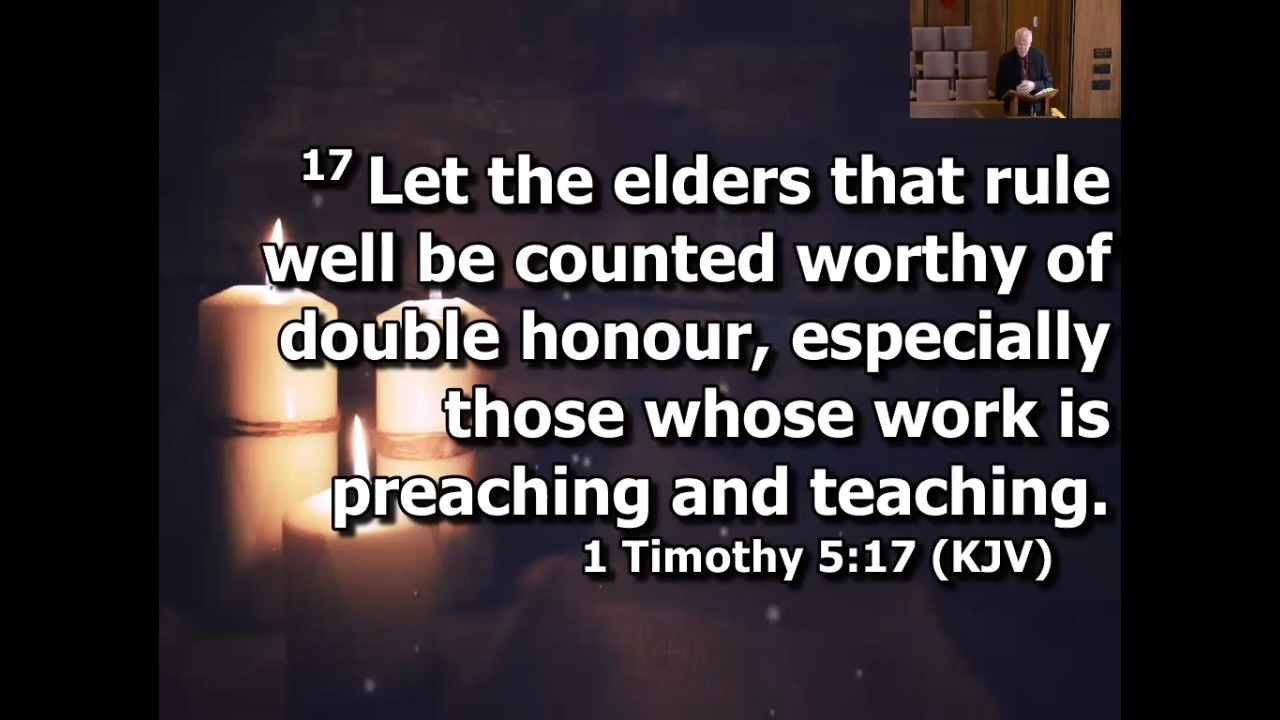 17 Let the elders that rule
well be counted worthy of
double honour, especially
those whose work is
preaching and teaching.
1 Timothy 5:17 (KJV)